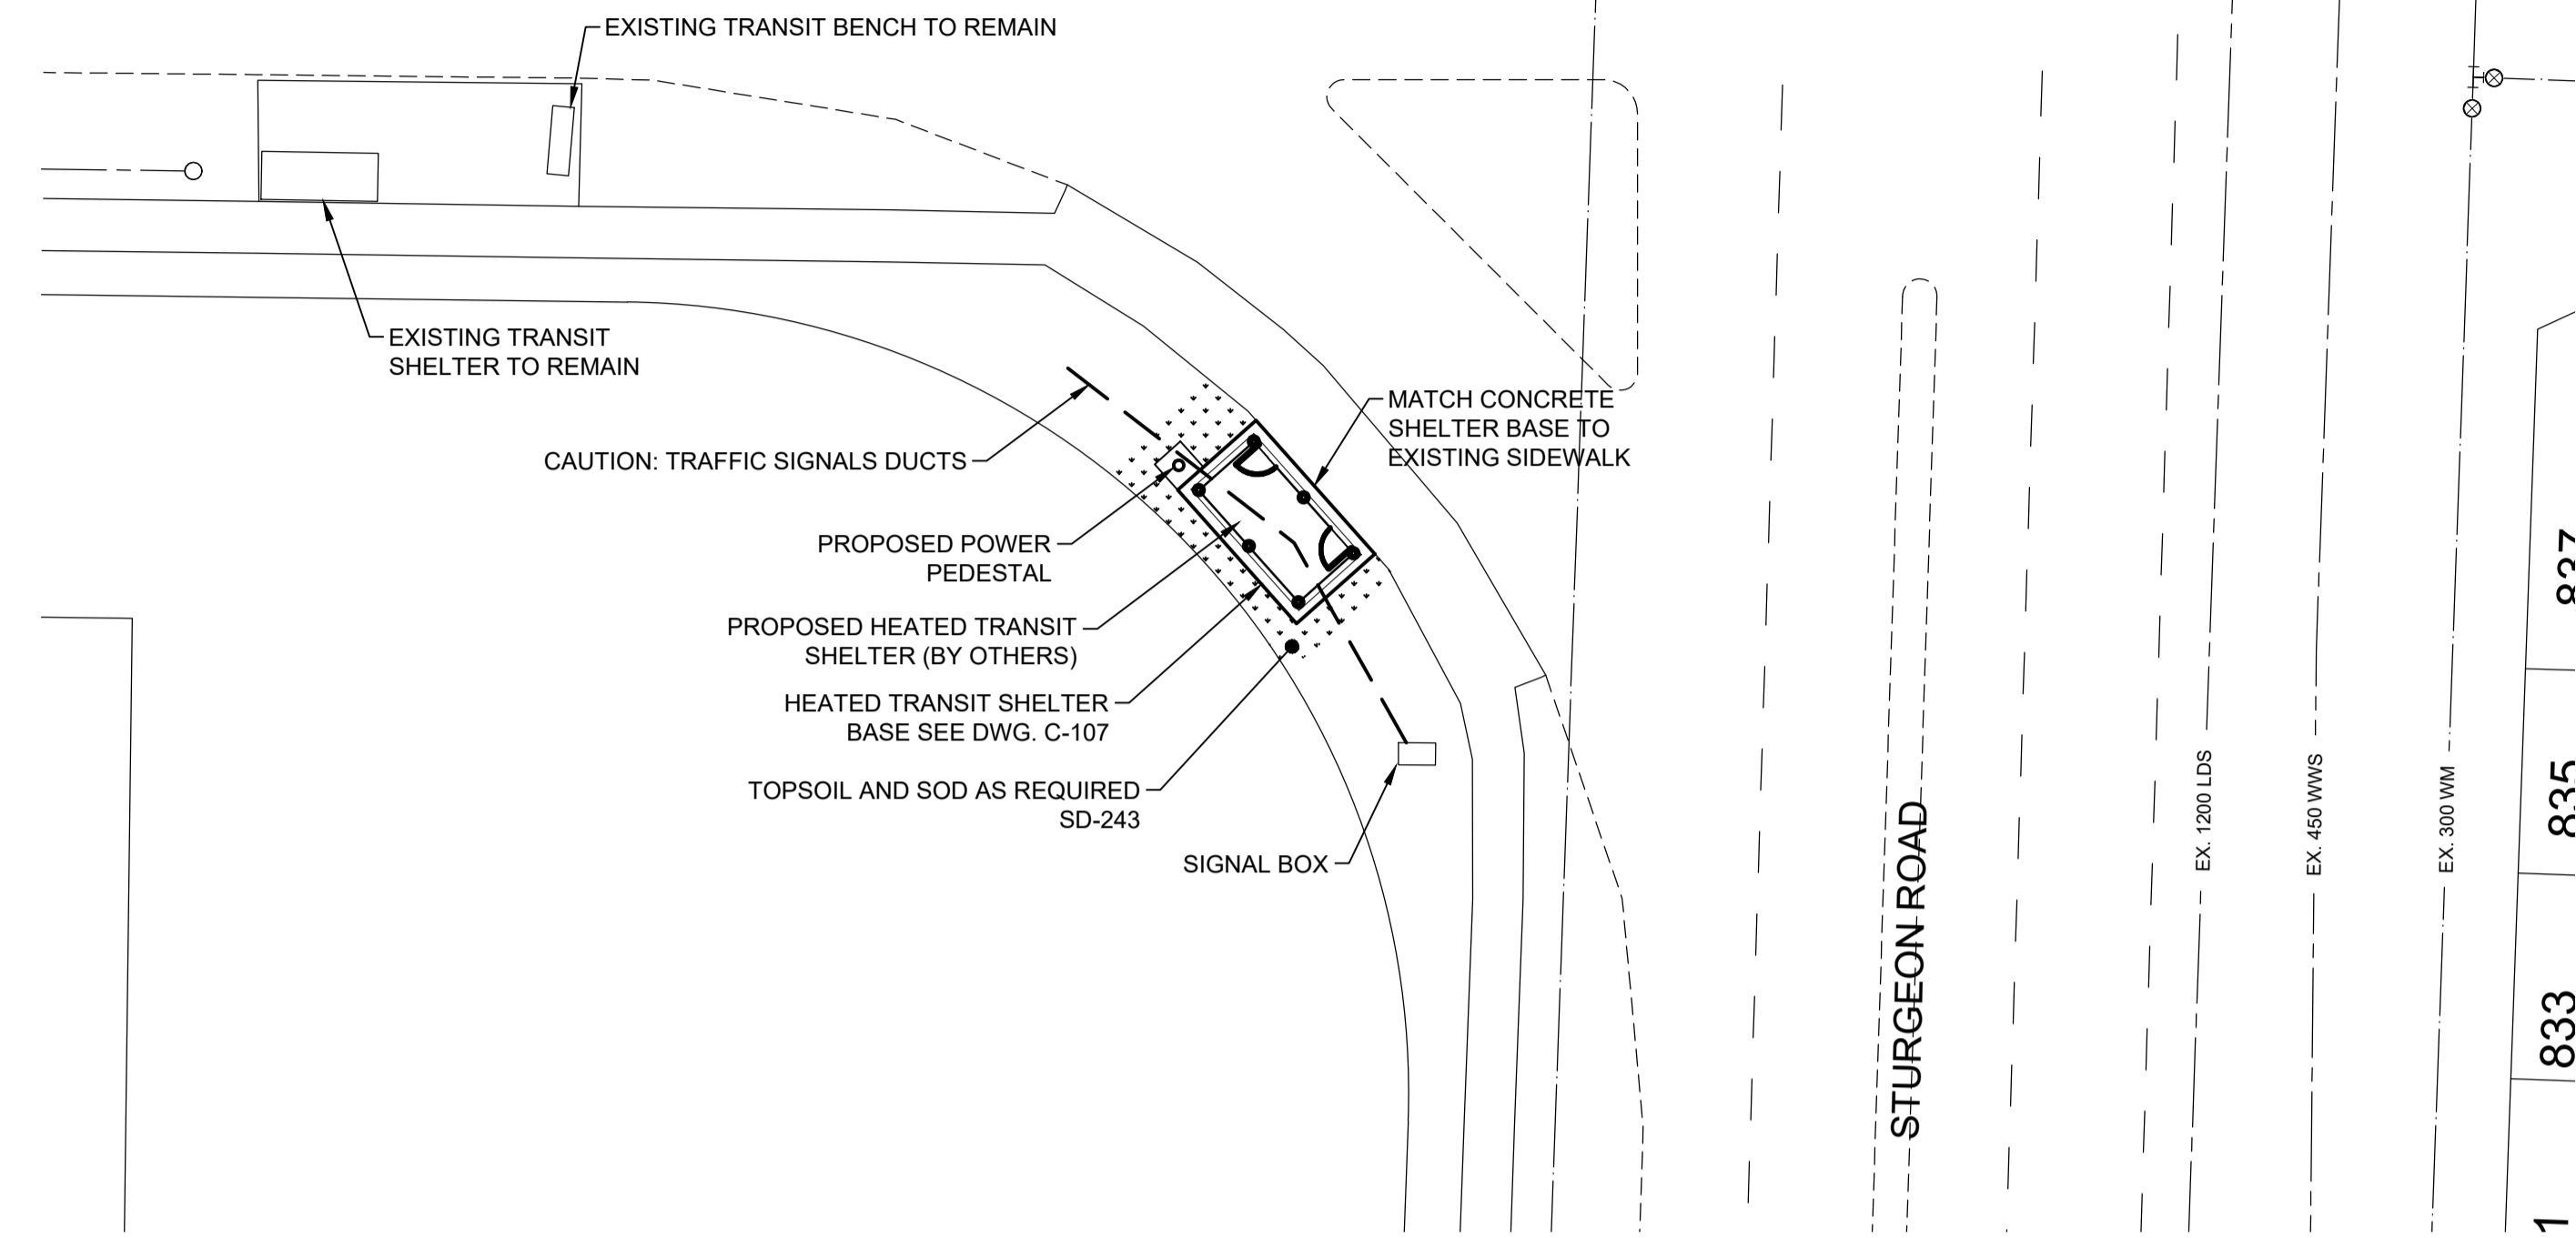 EXISTING TRANSIT BENCH TO REMAIN
EXISTING TRANSIT
SHELTER TO REMAIN
MATCH CONCRETE
SHELTER BASE TO
EXISTING SIDEWALK
CAUTION: TRAFFIC SIGNALS DUCTS
PROPOSED POWER
PEDESTAL
PROPOSED HEATED TRANSIT
SHELTER (BY OTHERS)
HEATED TRANSIT SHELTER
BASE SEE DWG. C-107
TOPSOIL AND SOD AS REQUIRED
SD-243
SIGNAL BOX
STURGEON ROAD
EX. 1200 LDS
EX. 450 WWS
EX. 300 WM
837
835
833
1